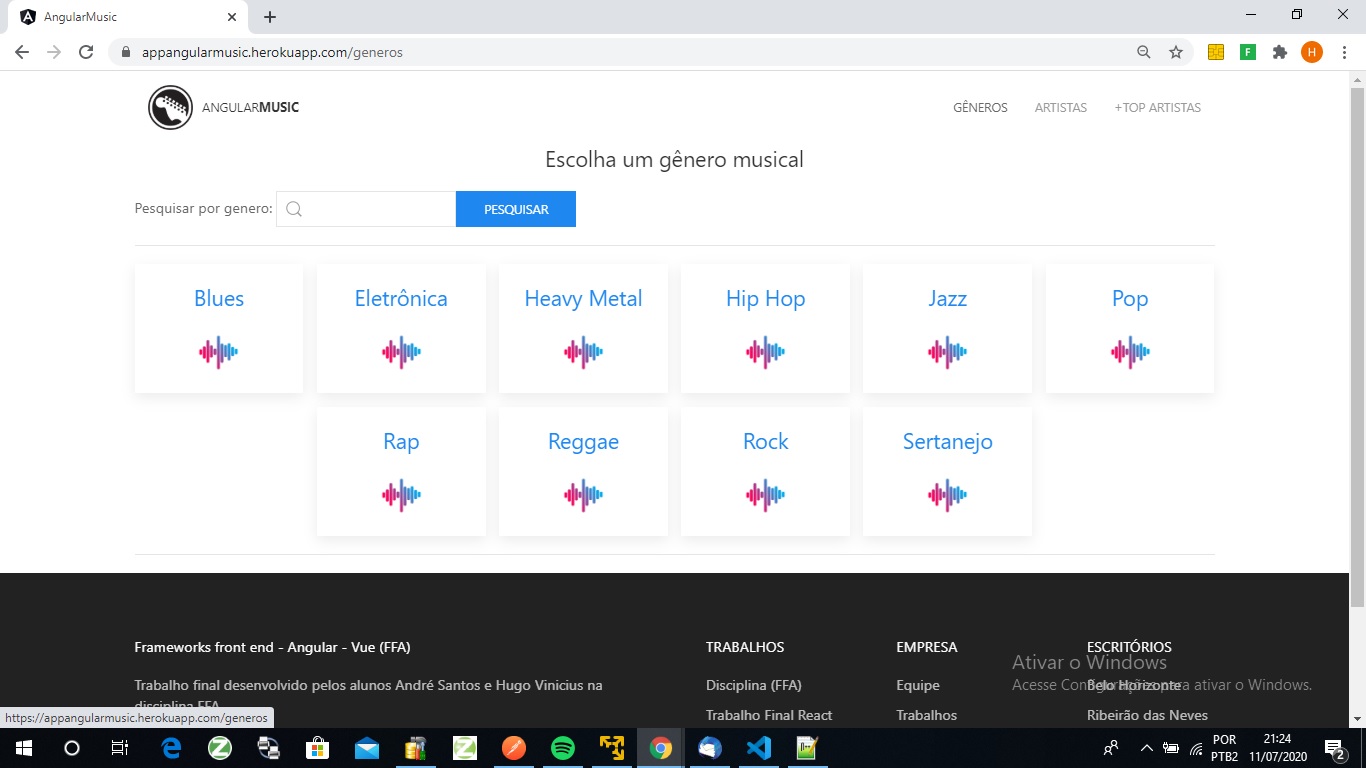 AngularMusic
appangularmusic.herokuapp.com/generos
F
H
ANGULARMUSIC
GÊNEROS
ARTISTAS
+TOP ARTISTAS
Escolha um gênero musical
Pesquisar por genero:
PESQUISAR
Blues
Eletrônica
Heavy Metal
Hip Hop
Jazz
Pop
Rap
Reggae
Rock
Sertanejo
Frameworks front end - Angular - Vue (FFA)
Trabalho final desenvolvido pelos alunos André Santos e Hugo Vinicius na
disciplina FFA
TRABALHOS
Disciplina (FFA)
Trabalho Final React
EMPRESA
Equipe
Trabalhos
ESCRITÓRIOS
Belo Horizonte
Ribeirão das Neves
Ativar o Windows
Acesse Configurações para ativar o Windows.
https://appangularmusic.herokuapp.com/generos
POR
PTB2
21:24
11/07/2020
2